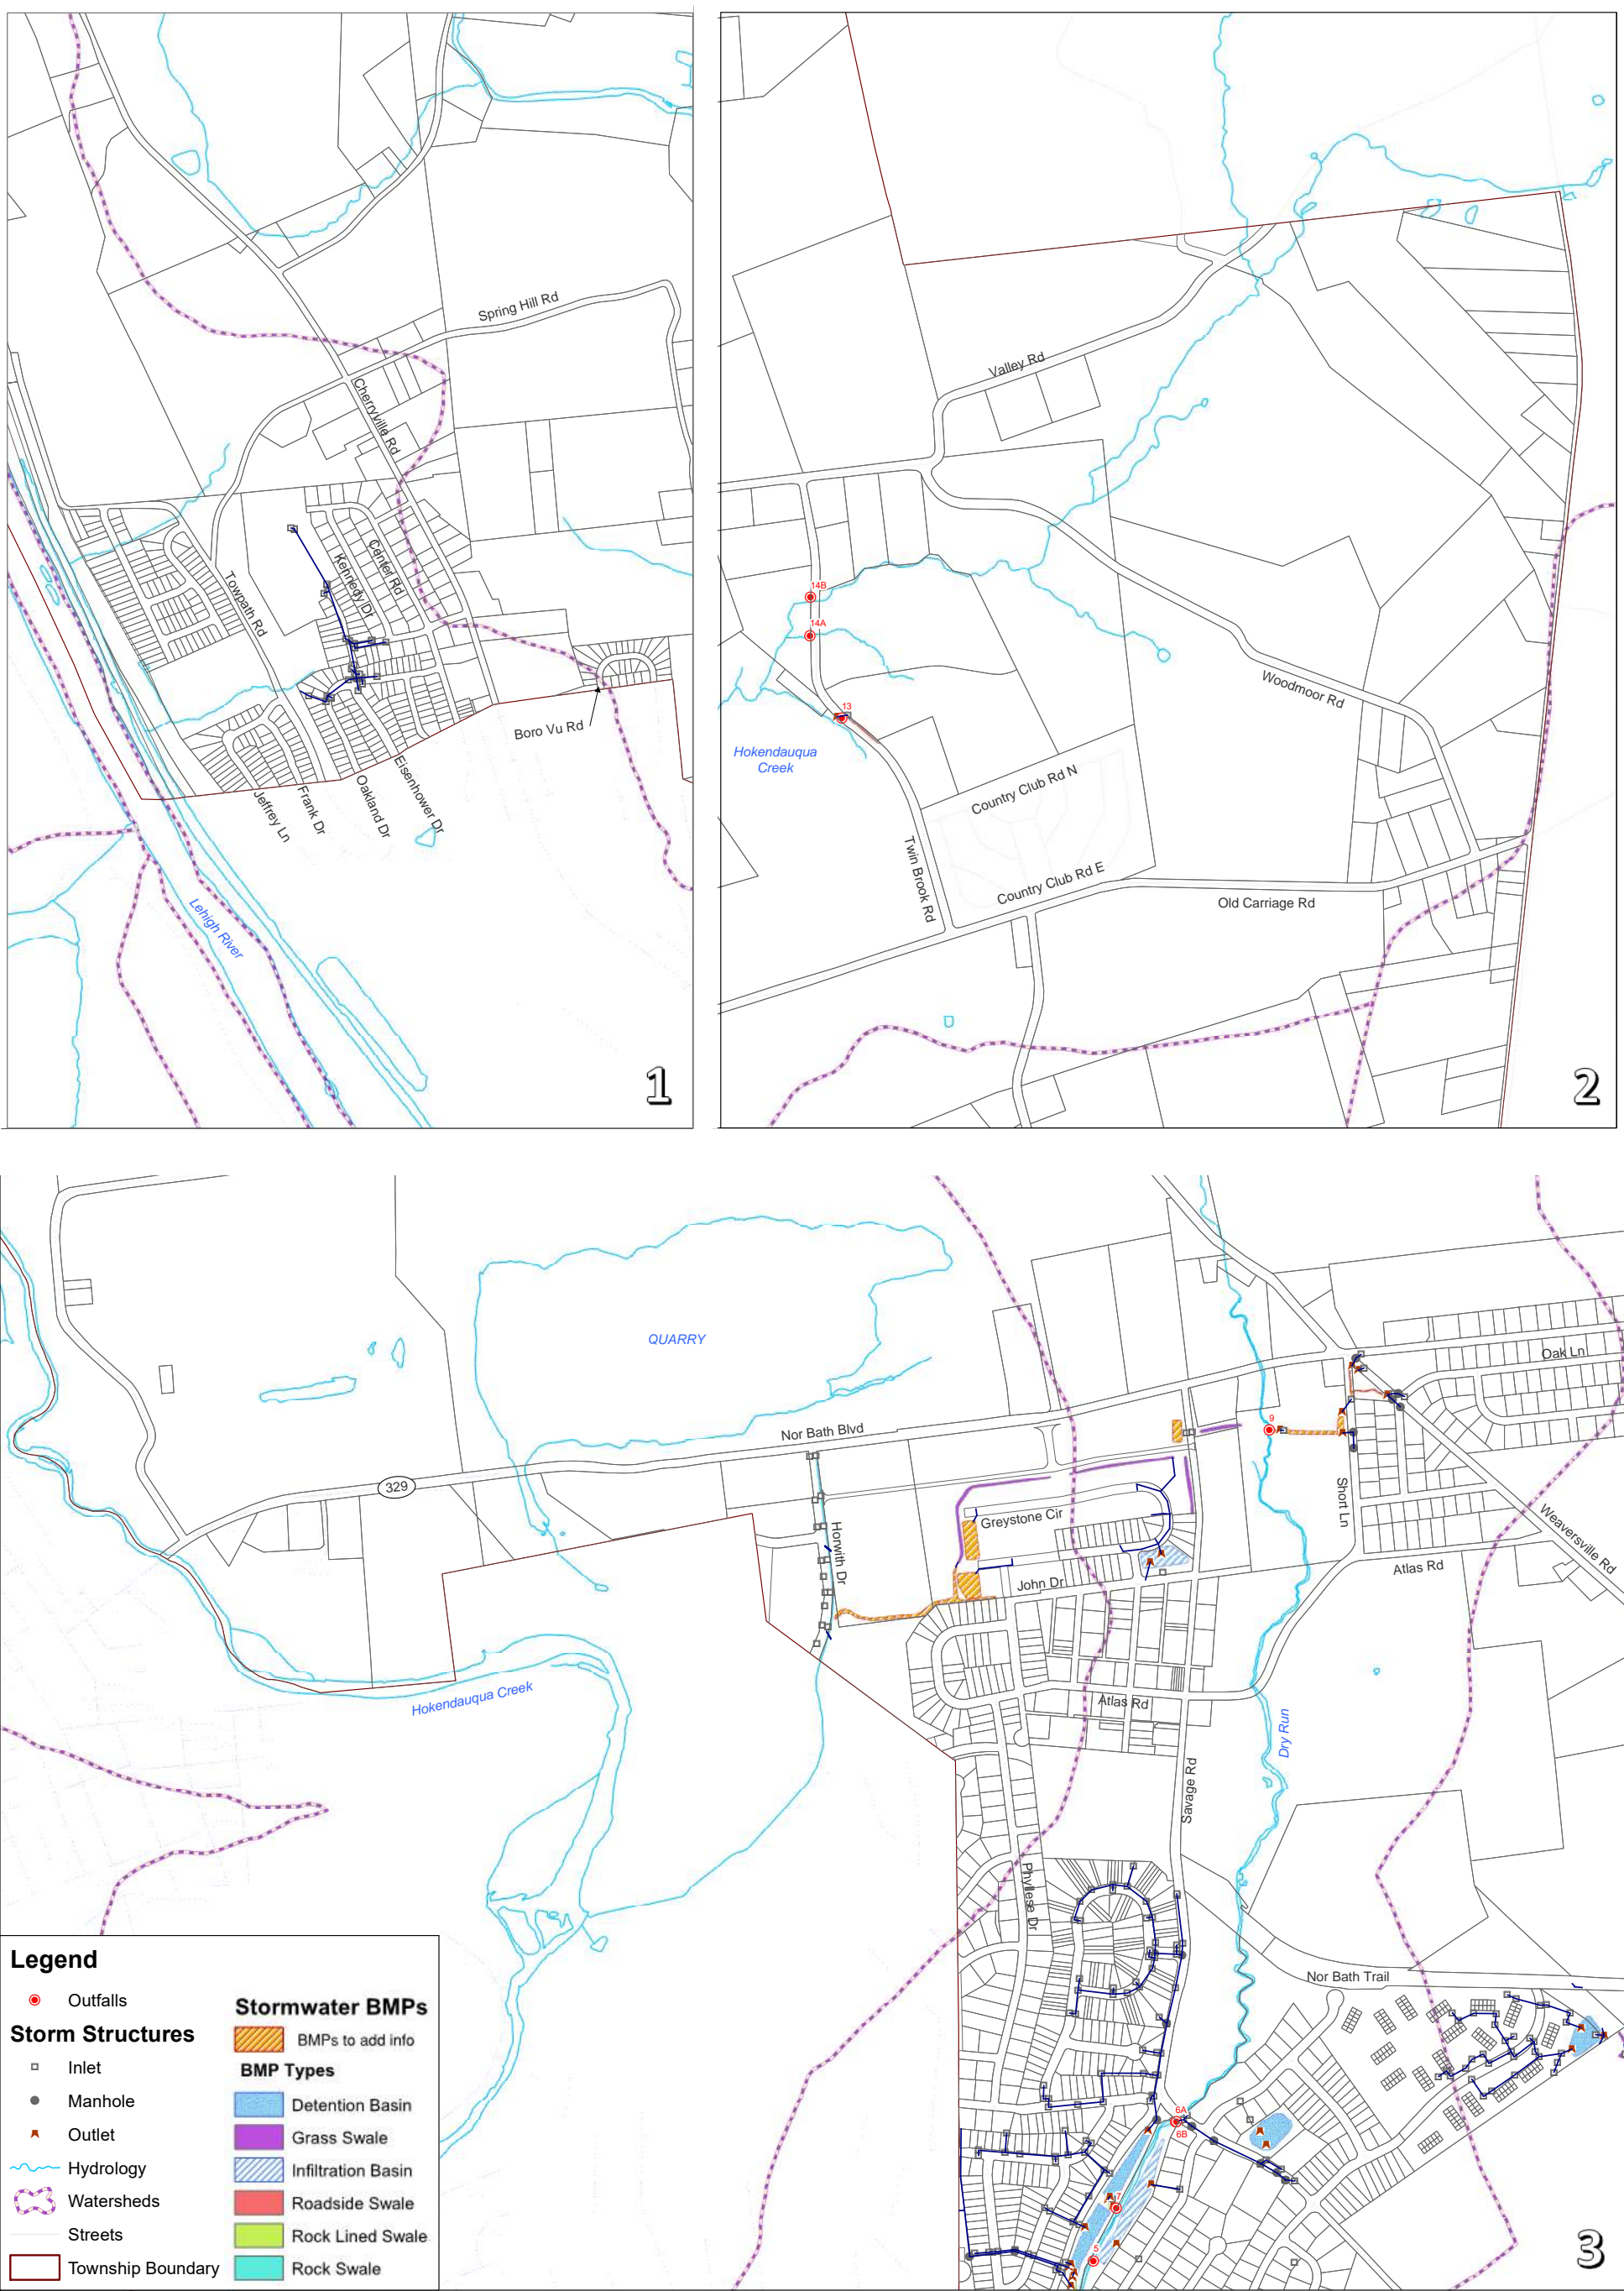 Spring Hill Rd
Cherryville Rd
Center Rd
Kennedy Dr
Towpath Rd
Boro Vu Rd
Eisenhower Dr
Oakland Dr
Frank Dr
Jeffrey Ln
Lehigh River
1
Valley Rd
14B
14A
13
Woodmoor Rd
Hokendauqua
Creek
Country Club Rd N
Twin Brook Rd
Country Club Rd E
Old Carriage Rd
2
QUARRY
Oak Ln
Nor Bath Blvd
9
329
Short Ln
Weaversville Rd
Greystone Cir
Horwith Dr
Atlas Rd
John Dr
Hokendauqua Creek
Atlas Rd
Dry Run
Savage Rd
Phyllese Dr
Nor Bath Trail
6A
6B
7
5
3
Legend
Outfalls
Storm Structures
Inlet
Manhole
Outlet
Hydrology
Watersheds
Streets
Township Boundary
Stormwater BMPs
BMPs to add info
BMP Types
Detention Basin
Grass Swale
Infiltration Basin
Roadside Swale
Rock Lined Swale
Rock Swale